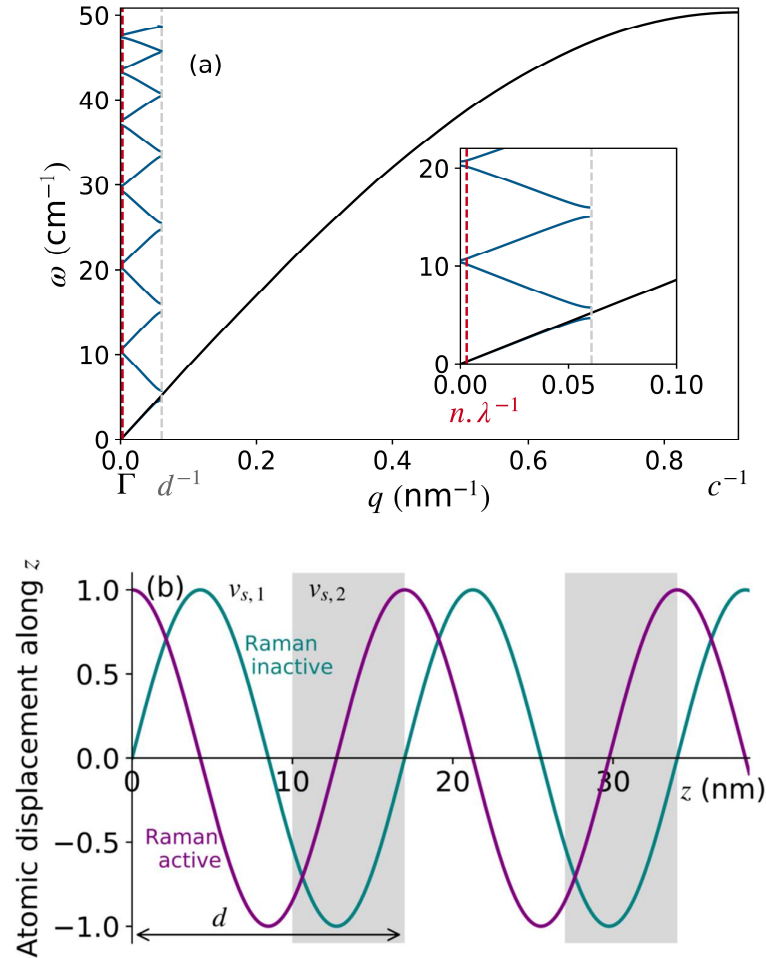 50
40
30
20
10
0
ω (cm⁻¹)
(a)
20
10
0
0.00 0.05 0.10
n.λ⁻¹
0.0 0.2 0.4 0.6 0.8
Γ d⁻¹ q (nm⁻¹) c⁻¹
Atomic displacement along z
1.0
0.5
0.0
−0.5
−1.0
(b) vₛ,₁ vₛ,₂
Raman
inactive
0 10 20 30 z (nm)
Raman
active
d